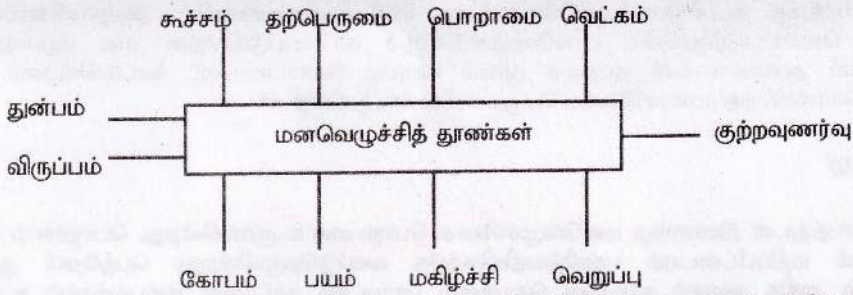 கூச்சம் தற்பெருமை பொறாமை வெட்கம்
துன்பம்
மனவெழுச்சித் தூண்கள்
குற்றவுணர்வு
விருப்பம்
கோபம் பயம் மகிழ்ச்சி வெறுப்பு